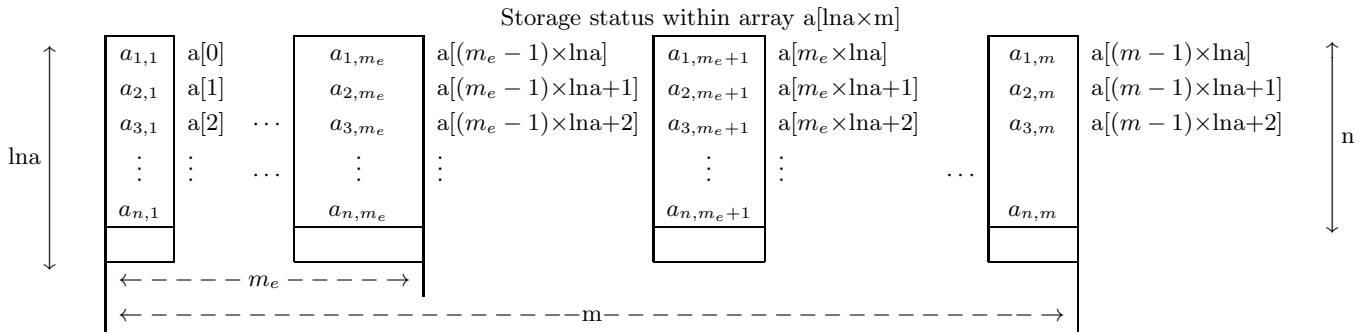 Storage status within array a[lna×m]
a₁,₁ a[0] a₁,ₘₑ a[(mₑ − 1)×lna] a₁,ₘₑ₊₁ a[mₑ×lna] a₁,ₘ a[(m − 1)×lna]
a₂,₁ a[1] a₂,ₘₑ a[(mₑ − 1)×lna+1] a₂,ₘₑ₊₁ a[mₑ×lna+1] a₂,ₘ a[(m − 1)×lna+1]
a₃,₁ a[2] ⋯ a₃,ₘₑ a[(mₑ − 1)×lna+2] a₃,ₘₑ₊₁ a[mₑ×lna+2] a₃,ₘ a[(m − 1)×lna+2]
lna ⋮ ⋮ … ⋮ ⋮ ⋮ ⋮ ⋯ n
aₙ,₁ aₙ,ₘₑ aₙ,ₘₑ₊₁ aₙ,ₘ
mₑ
m